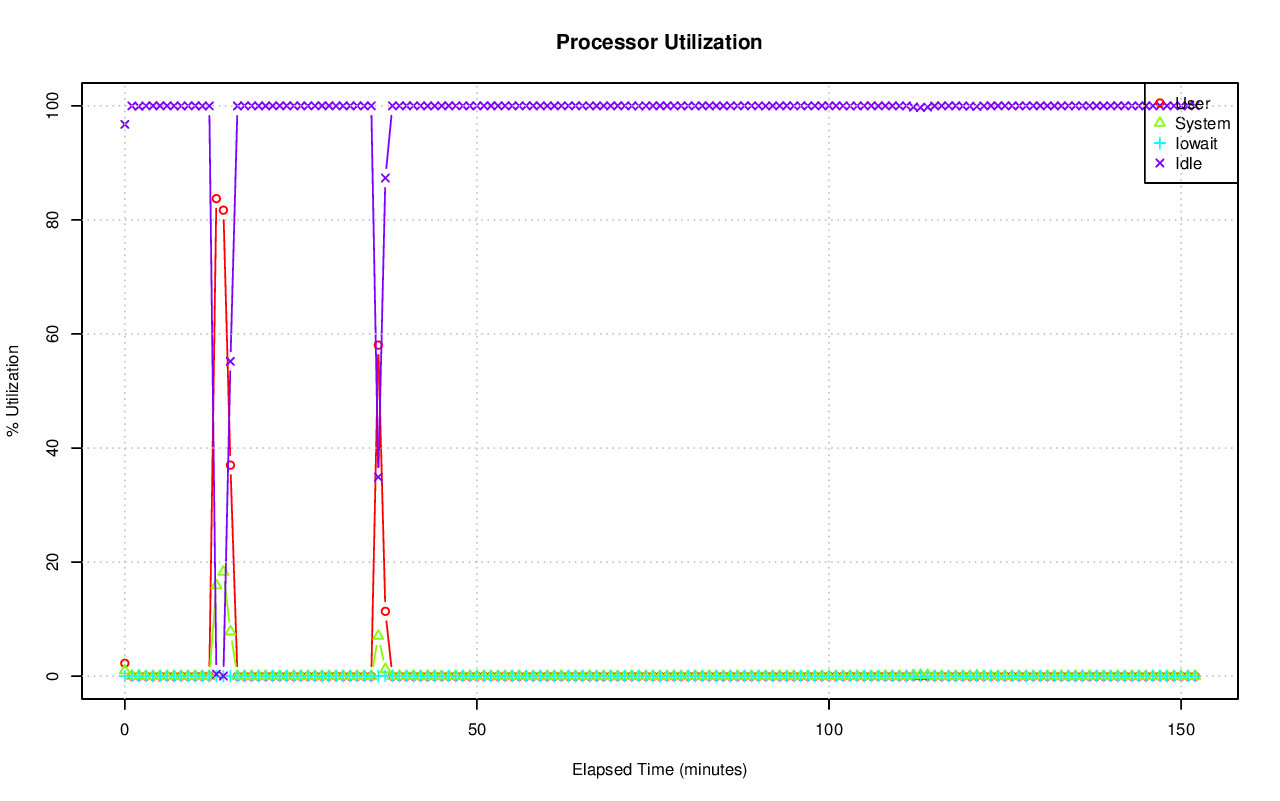 Processor Utilization
% Utilization
100
80
60
40
20
0
User
System
Iowait
Idle
0
50
100
150
Elapsed Time (minutes)